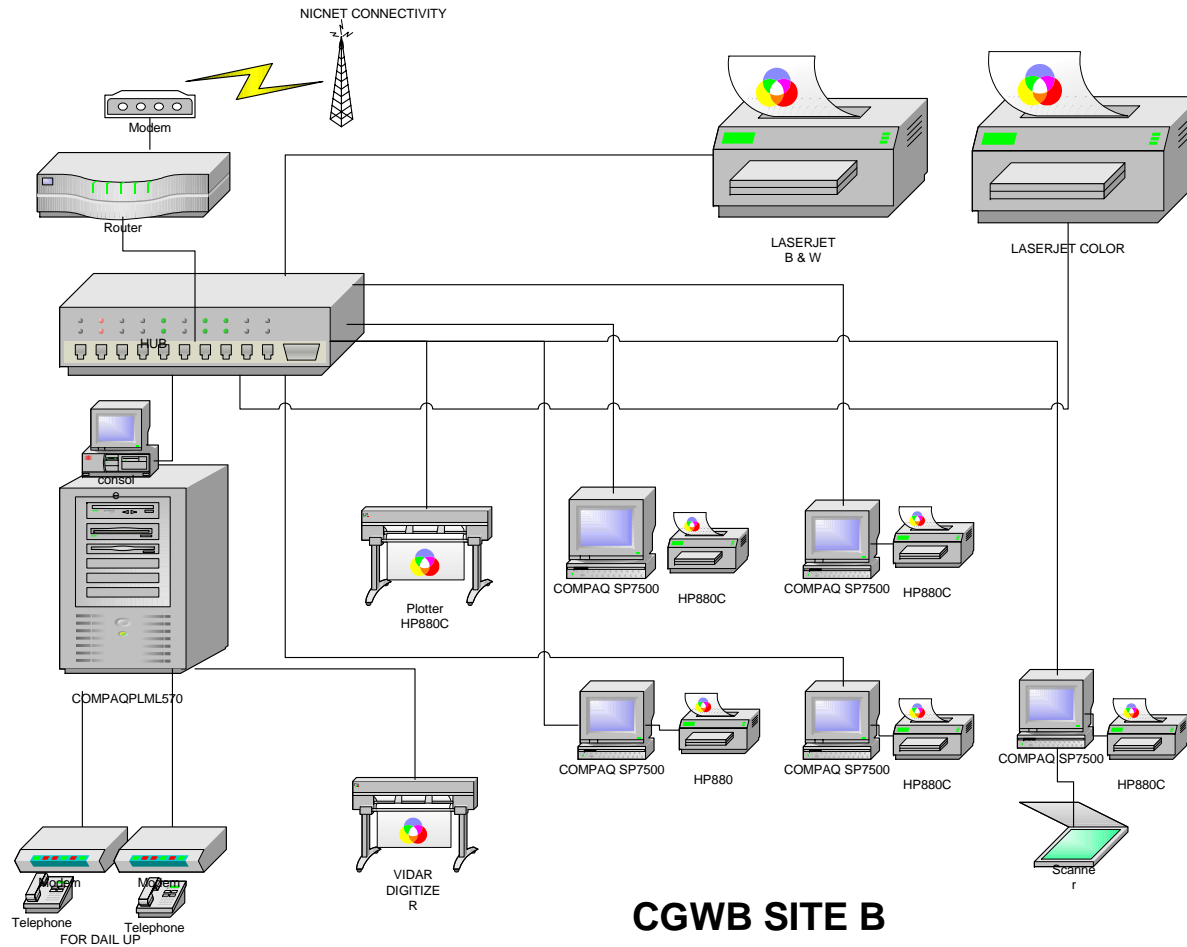 NICNET CONNECTIVITY
Modem
Router
LASERJET
B & W
LASERJET COLOR
HUB
consol
e
COMPAQ SP7500
HP880C
COMPAQ SP7500
HP880C
Plotter
HP880C
COMPAQPLML570
COMPAQ SP7500
HP880
COMPAQ SP7500
HP880C
COMPAQ SP7500
HP880C
VIDAR
DIGITIZE
R
Scanne
r
Modem
Modem
Telephone
Telephone
FOR DAIL UP
CGWB SITE B